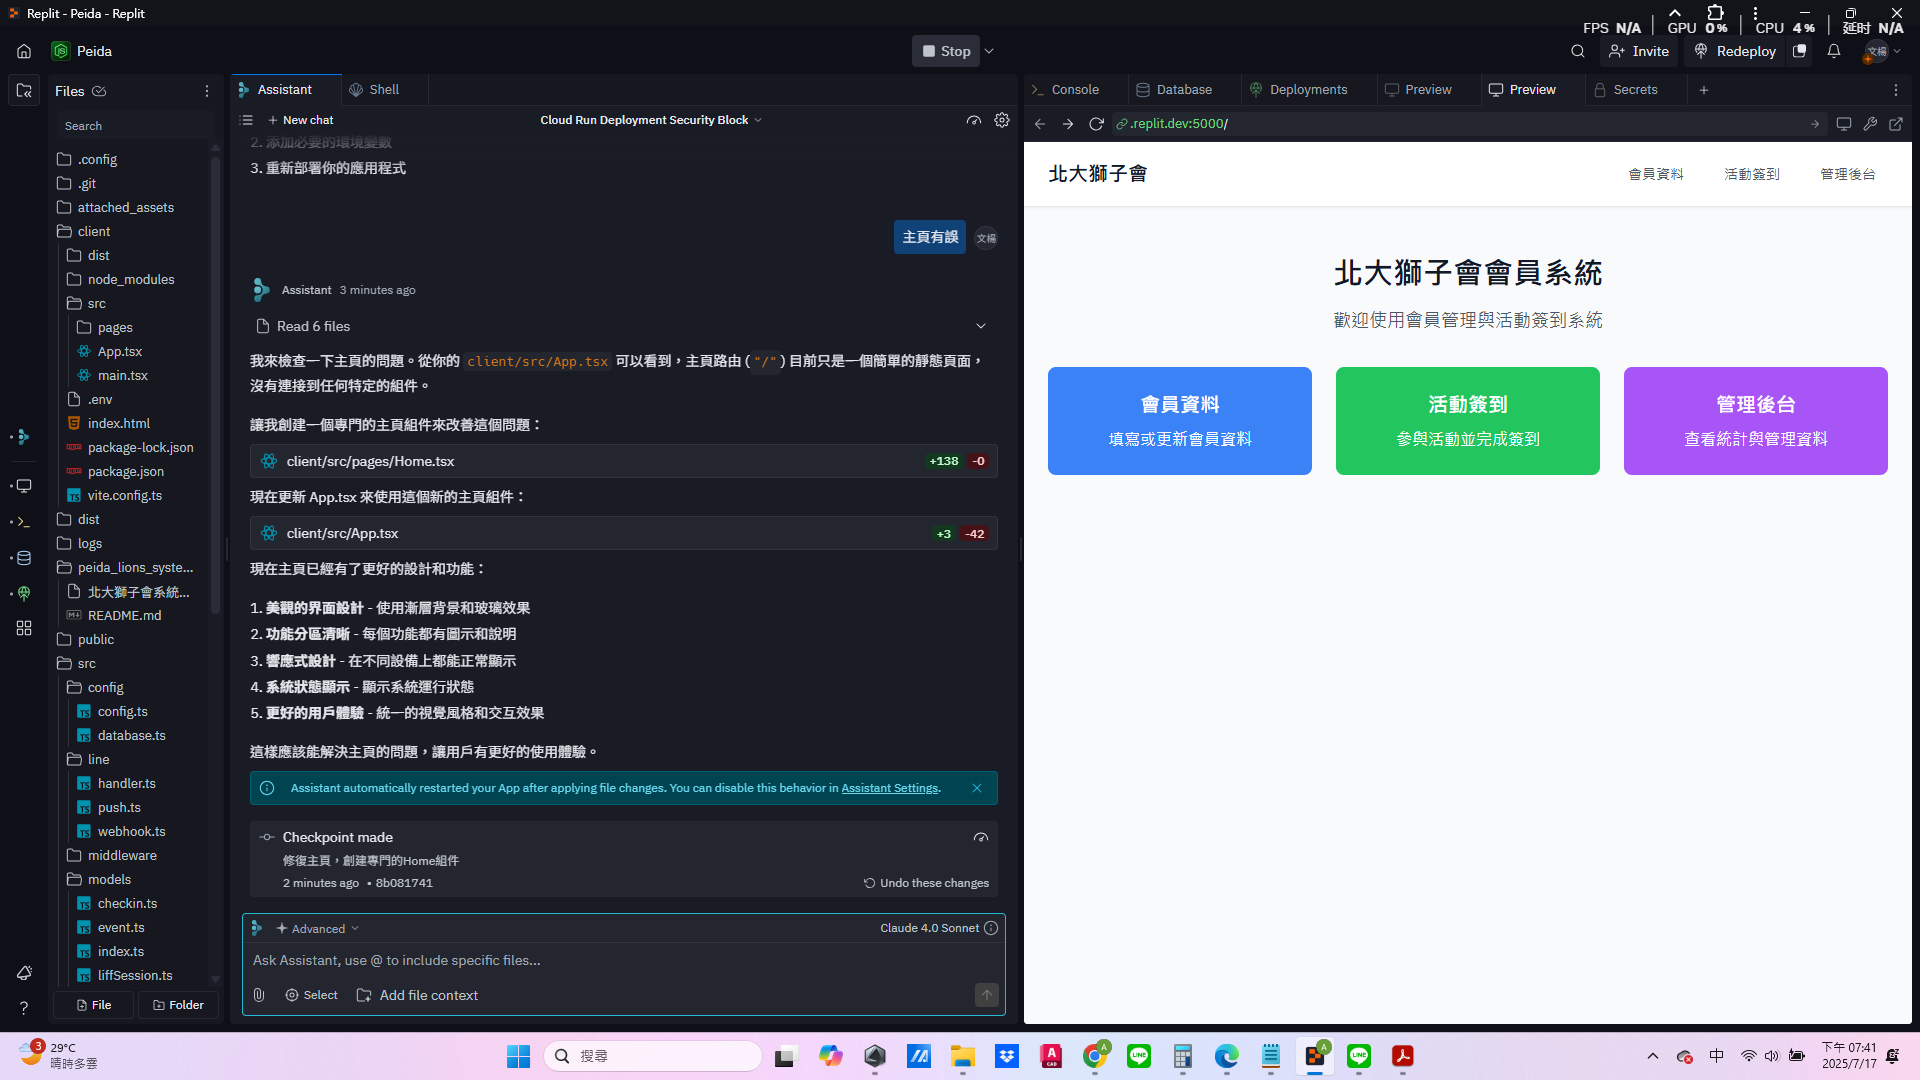 Replit - Peida - Replit
FPS N/A GPU 0% CPU 4% 延时 N/A
Peida
Stop
Invite
Redeploy
文楊
Files
Search
.config
.git
attached_assets
client
dist
node_modules
src
pages
App.tsx
main.tsx
.env
index.html
package-lock.json
package.json
vite.config.ts
dist
logs
peida_lions_syste...
北大獅子會系統...
README.md
public
src
config
config.ts
database.ts
line
handler.ts
push.ts
webhook.ts
middleware
models
checkin.ts
event.ts
index.ts
liffSession.ts
File
Folder
Assistant
Shell
New chat
Cloud Run Deployment Security Block
2. 添加必要的環境變數
3. 重新部署你的應用程式
主頁有誤
文楊
Assistant 3 minutes ago
Read 6 files
我來檢查一下主頁的問題。從你的 client/src/App.tsx 可以看到，主頁路由 ( "/" ) 目前只是一個簡單的靜態頁面，
沒有連接到任何特定的組件。
讓我創建一個專門的主頁組件來改善這個問題：
client/src/pages/Home.tsx +138 -0
現在更新 App.tsx 來使用這個新的主頁組件：
client/src/App.tsx +3 -42
現在主頁已經有了更好的設計和功能：
1. 美觀的界面設計 - 使用漸層背景和玻璃效果
2. 功能分區清晰 - 每個功能都有圖示和說明
3. 響應式設計 - 在不同設備上都能正常顯示
4. 系統狀態顯示 - 顯示系統運行狀態
5. 更好的用戶體驗 - 統一的視覺風格和交互效果
這樣應該能解決主頁的問題，讓用戶有更好的使用體驗。
Assistant automatically restarted your App after applying file changes. You can disable this behavior in Assistant Settings.
Checkpoint made
修復主頁，創建專門的Home組件
2 minutes ago • 8b081741
Undo these changes
Advanced
Claude 4.0 Sonnet
Ask Assistant, use @ to include specific files...
Select
Add file context
Console
Database
Deployments
Preview
Preview
Secrets
.replit.dev:5000/
北大獅子會
會員資料
活動簽到
管理後台
北大獅子會會員系統
歡迎使用會員管理與活動簽到系統
會員資料
填寫或更新會員資料
活動簽到
參與活動並完成簽到
管理後台
查看統計與管理資料
3
29°C
晴時多雲
搜尋
中
下午 07:41
2025/7/17